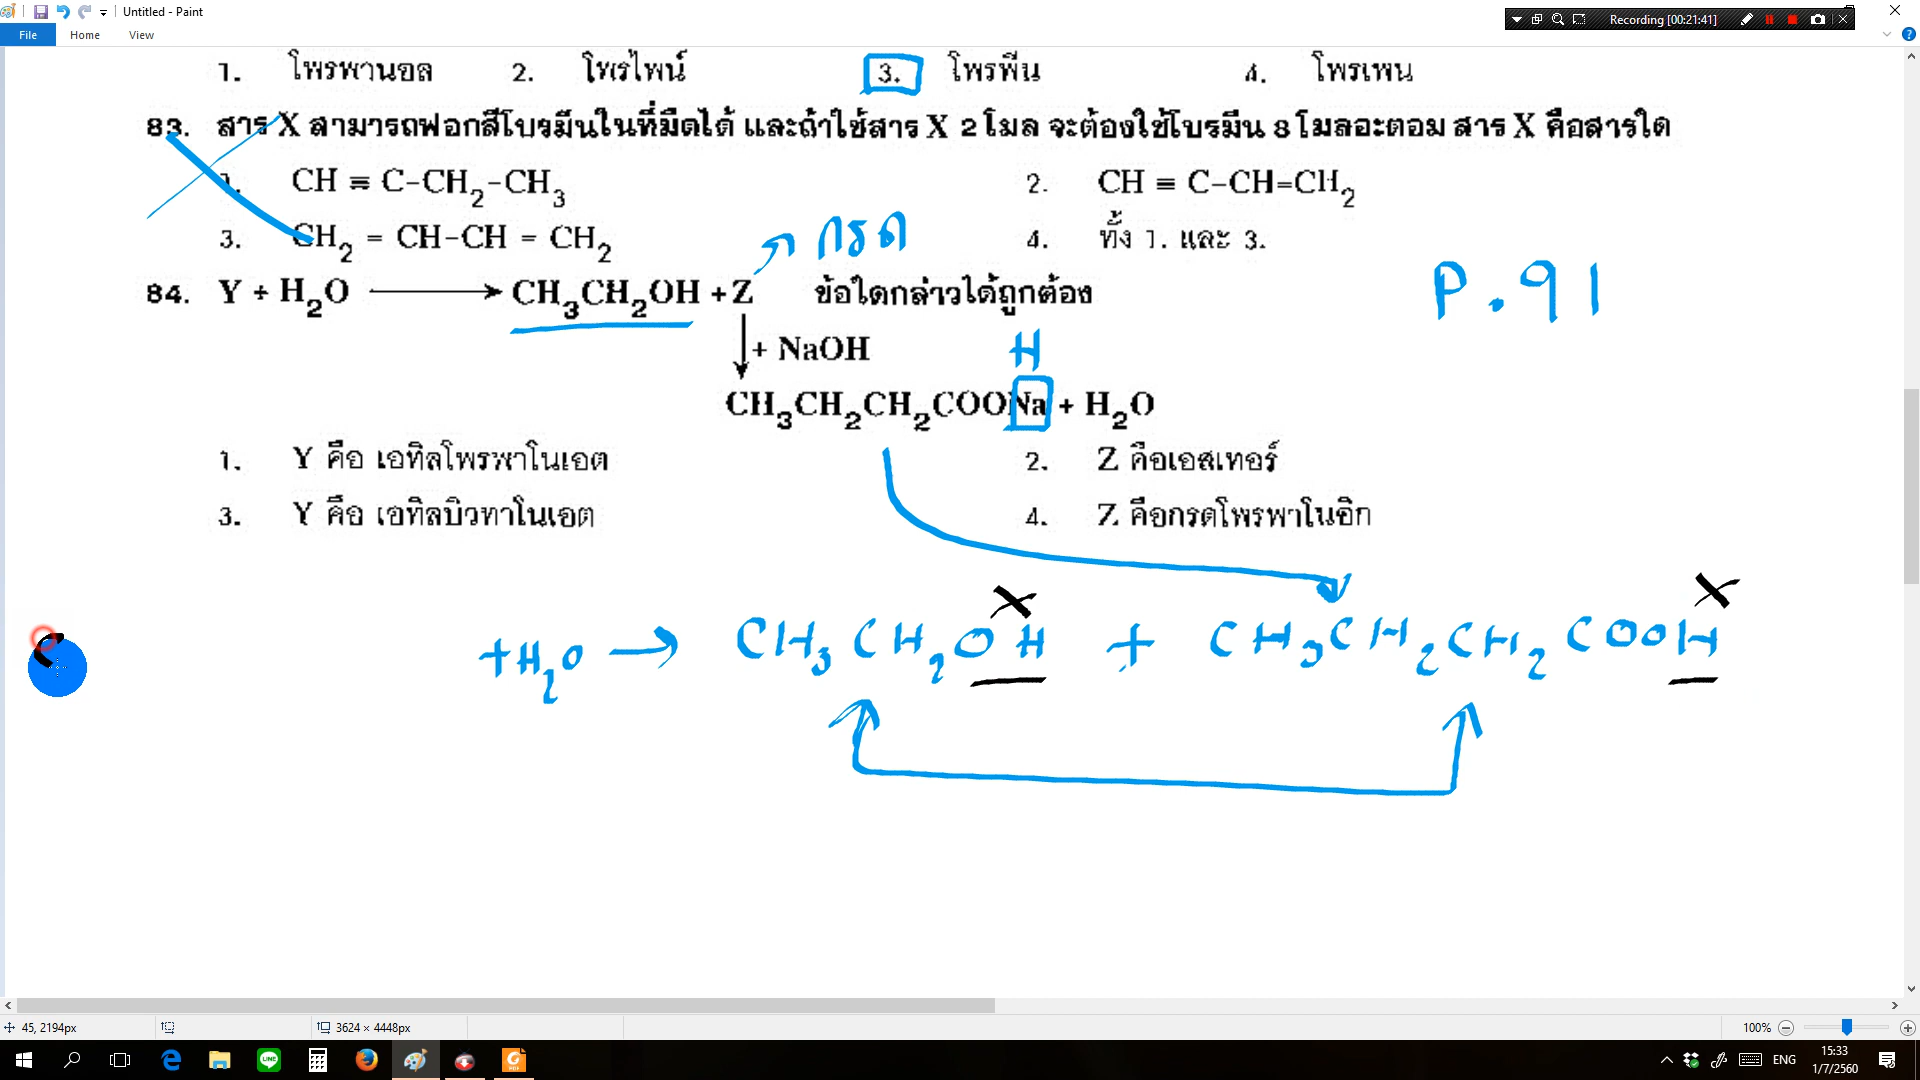 Untitled - Paint
Recording [00:21:41]
File Home View
1. โพรพานอล 2. โพรไพน์ 3. โพรพีน 4. โพรเพน
83. สาร X สามารถฟอกสีโบรมีนในที่มืดได้ และถ้าใช้สาร X 2 โมล จะต้องใช้โบรมีน 8 โมลอะตอม สาร X คือสารใด
1. CH ≡ C-CH2-CH3 2. CH ≡ C-CH=CH2
3. CH2 = CH-CH = CH2 4. ทั้ง 1. และ 3.
กรด
84. Y + H2O → CH3CH2OH + Z ข้อใดกล่าวได้ถูกต้อง
P.91
+ NaOH
H
CH3CH2CH2COONa + H2O
1. Y คือ เอทิลโพรพาโนเอต 2. Z คือเอสเทอร์
3. Y คือ เอทิลบิวทาโนเอต 4. Z คือกรดโพรพาโนอิก
+H2O → CH3CH2OH + CH3CH2CH2COOH
45, 2194px
3624 × 4448px
100%
LINE
PDF
ENG
15:33
1/7/2560